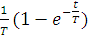 1/T (1 − e^(−t/T))